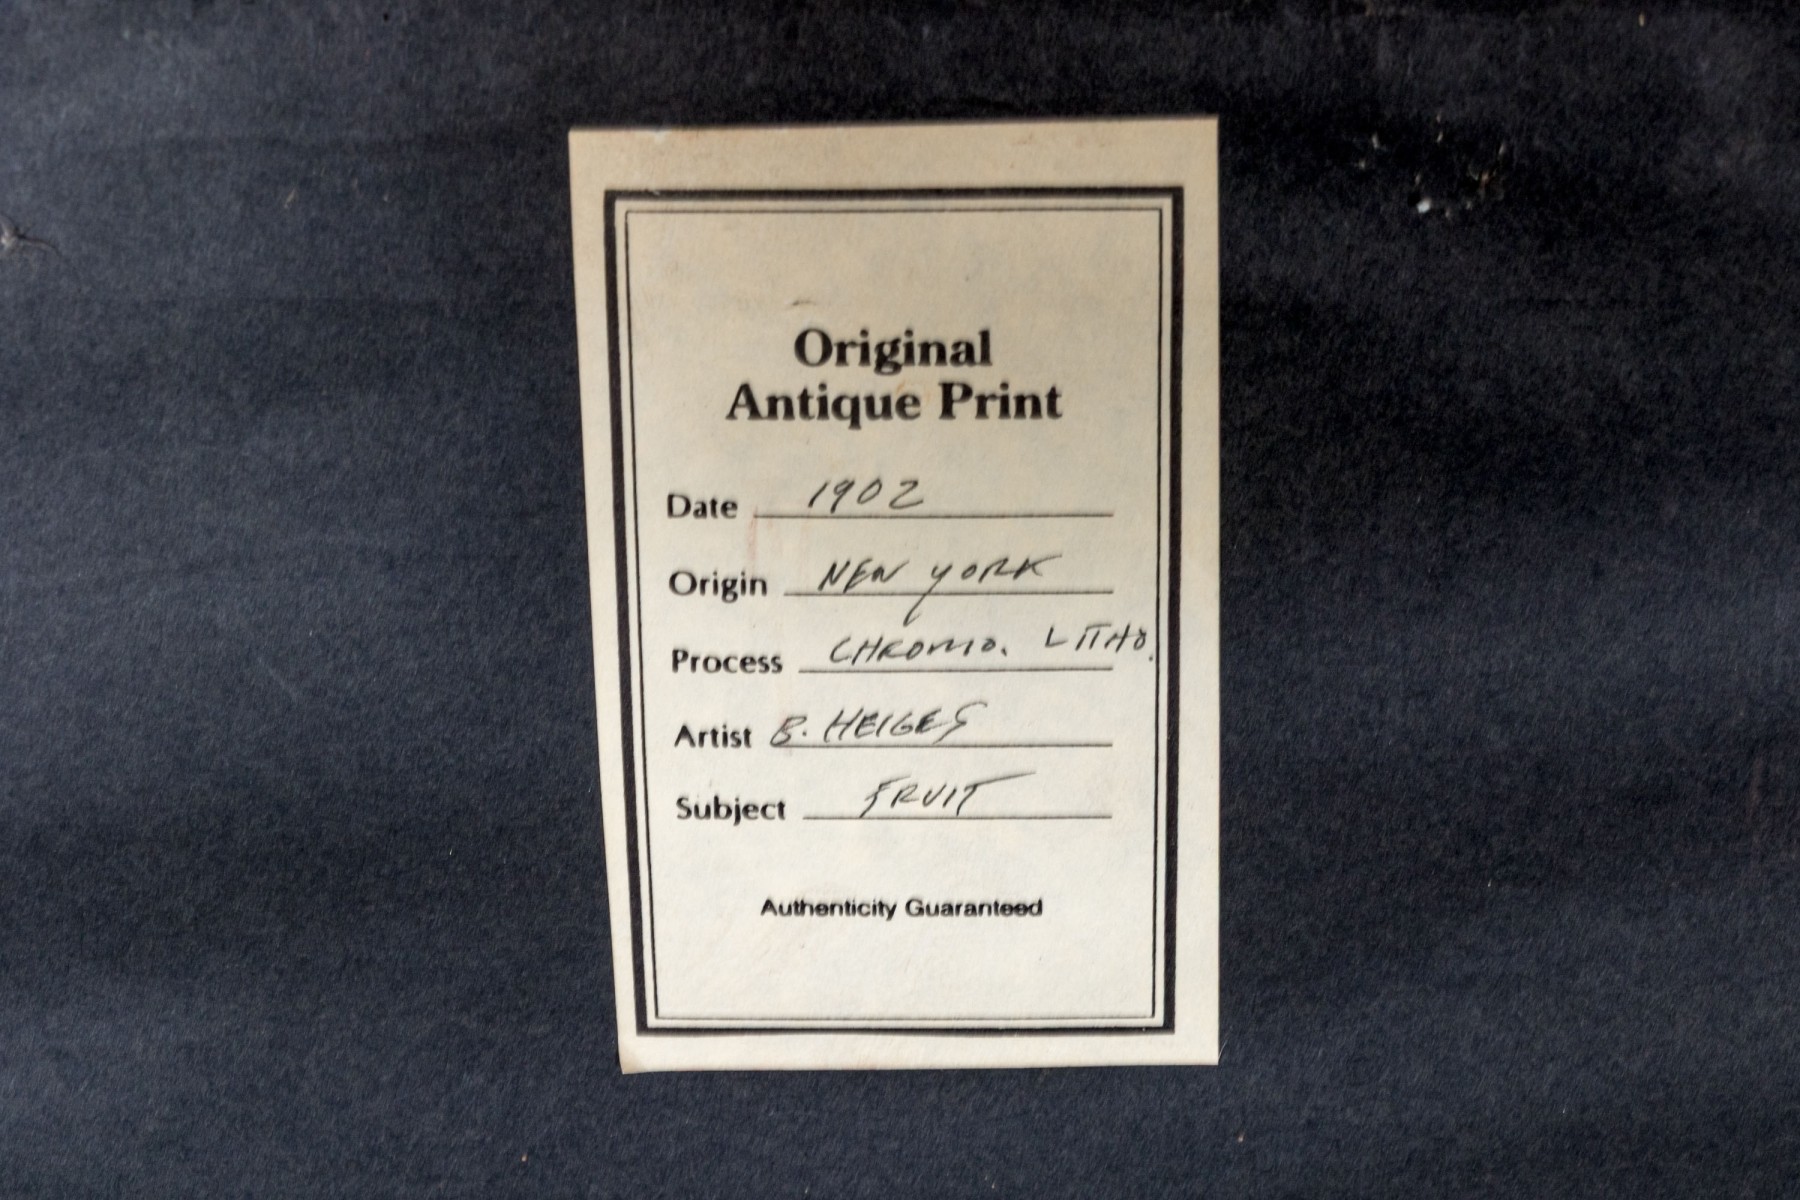 Original
Antique Print
Date 1902
Origin NEW YORK
Process CHROMO. LITHO.
Artist B. HEIGES
Subject FRUIT
Authenticity Guaranteed